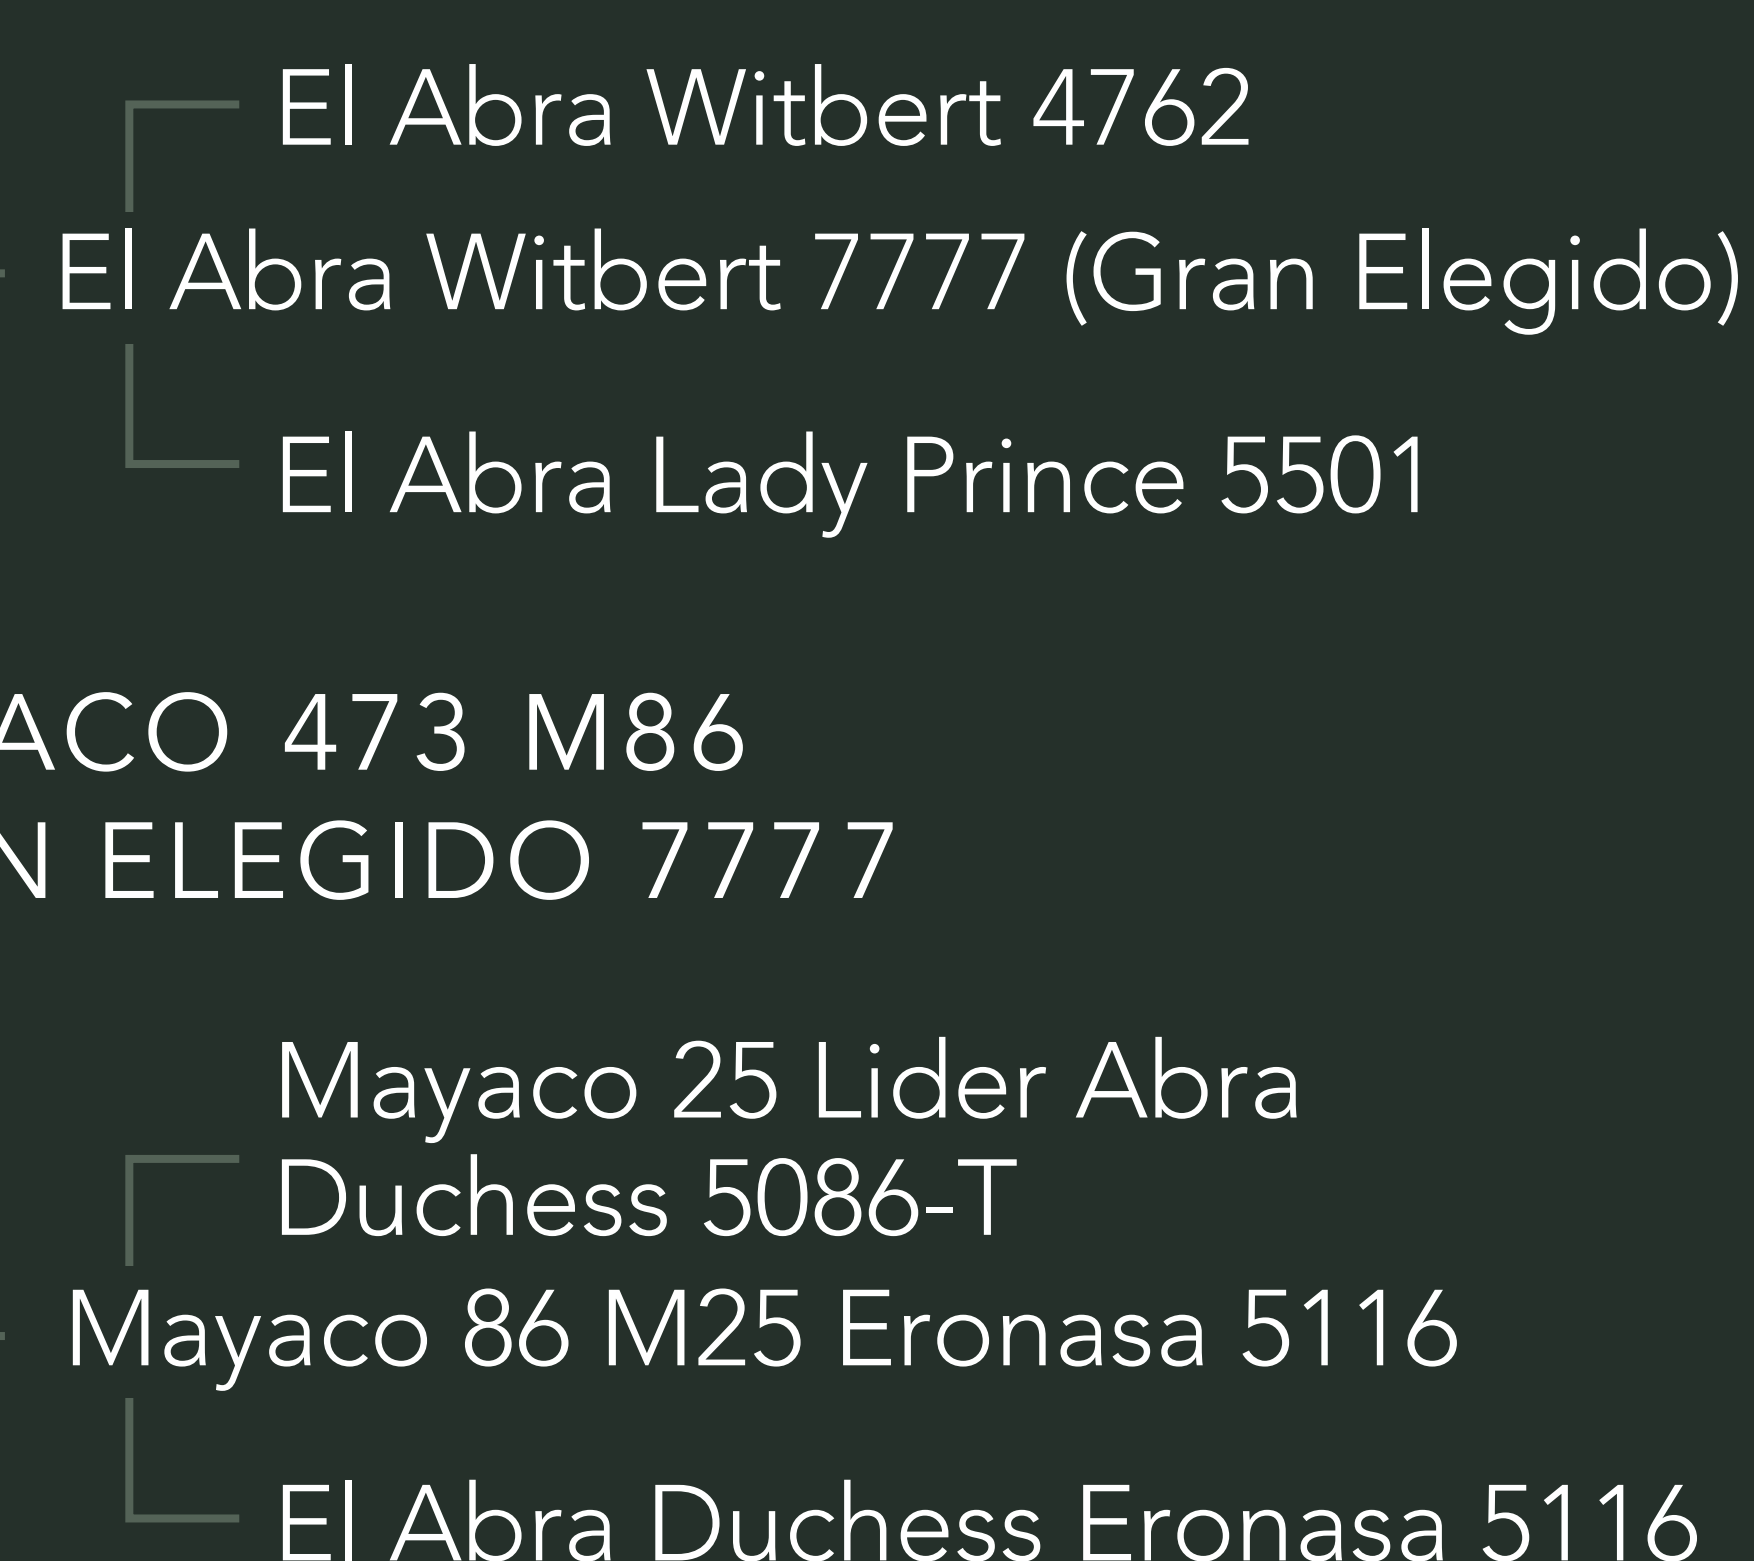 El Abra Witbert 4762
El Abra Witbert 7777 (Gran Elegido)
El Abra Lady Prince 5501
ACO 473 M86
N ELEGIDO 7777
Mayaco 25 Lider Abra
Duchess 5086-T
Mayaco 86 M25 Eronasa 5116
El Abra Duchess Eronasa 5116